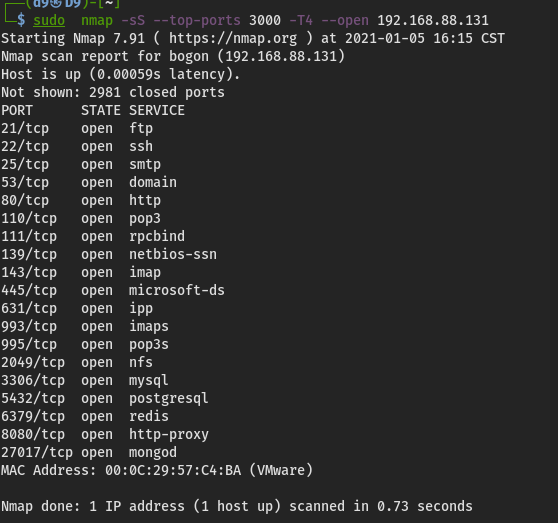 (d9㉿D9)-[~]
$ sudo nmap -sS --top-ports 3000 -T4 --open 192.168.88.131
Starting Nmap 7.91 ( https://nmap.org ) at 2021-01-05 16:15 CST
Nmap scan report for bogon (192.168.88.131)
Host is up (0.00059s latency).
Not shown: 2981 closed ports
PORT STATE SERVICE
21/tcp open ftp
22/tcp open ssh
25/tcp open smtp
53/tcp open domain
80/tcp open http
110/tcp open pop3
111/tcp open rpcbind
139/tcp open netbios-ssn
143/tcp open imap
445/tcp open microsoft-ds
631/tcp open ipp
993/tcp open imaps
995/tcp open pop3s
2049/tcp open nfs
3306/tcp open mysql
5432/tcp open postgresql
6379/tcp open redis
8080/tcp open http-proxy
27017/tcp open mongod
MAC Address: 00:0C:29:57:C4:BA (VMware)
Nmap done: 1 IP address (1 host up) scanned in 0.73 seconds